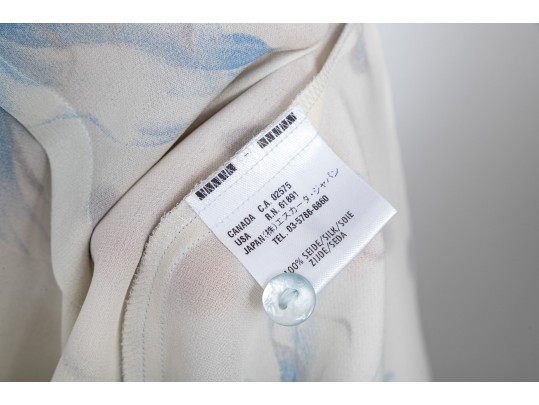 CANADA C.A. 02575
USA R.N. 61891
JAPAN(株)エスカーダ・ジャパン
TEL. 03-5786-6860
100% SEIDE/SILK/SOIE
ZIJDE/SEDA